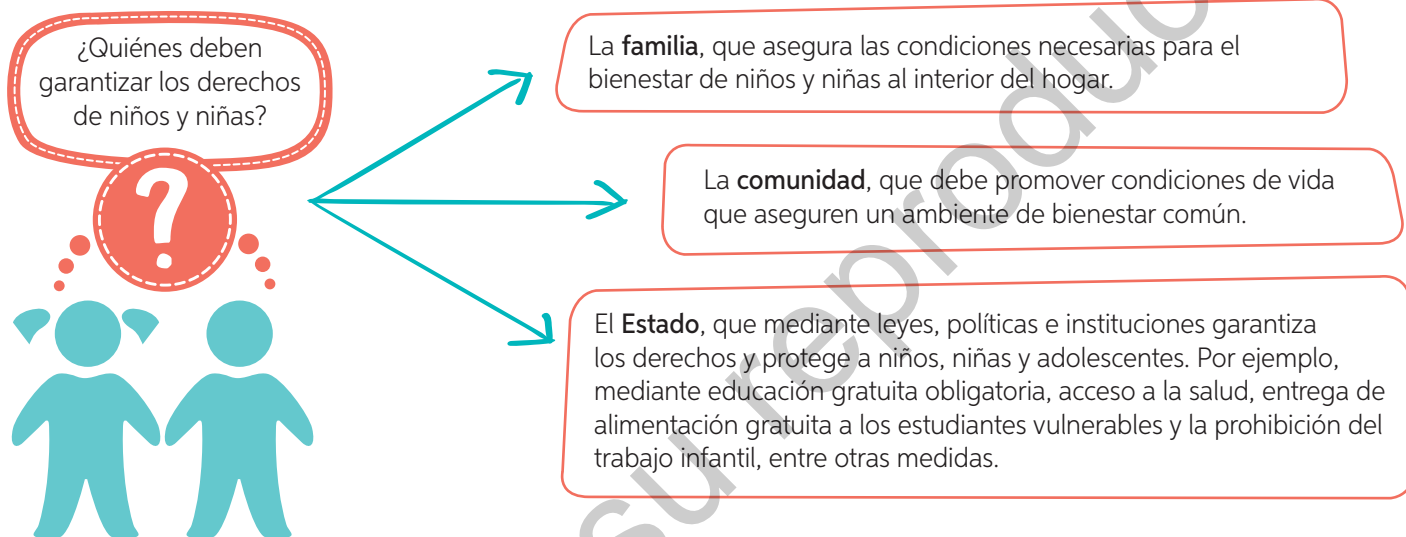 ¿Quiénes deben
garantizar los derechos
de niños y niñas?
?
La familia, que asegura las condiciones necesarias para el
bienestar de niños y niñas al interior del hogar.
La comunidad, que debe promover condiciones de vida
que aseguren un ambiente de bienestar común.
El Estado, que mediante leyes, políticas e instituciones garantiza
los derechos y protege a niños, niñas y adolescentes. Por ejemplo,
mediante educación gratuita obligatoria, acceso a la salud, entrega de
alimentación gratuita a los estudiantes vulnerables y la prohibición del
trabajo infantil, entre otras medidas.
su reproduc